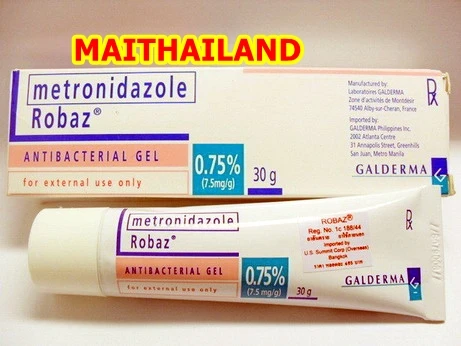 MAITHAILAND
metronidazole
Robaz®
ANTIBACTERIAL GEL
for external use only
0.75%
(7.5mg/g)
30 g
Manufactured by:
Laboratoires GALDERMA
Zone d'activités de Montdésir
74540 Alby-sur-Cheran, France
Imported by:
GALDERMA Philippines Inc.
2002 Atlanta Centre
31 Annapolis Street, Greenhills
San Juan, Metro Manila
GALDERMA
metronidazole
Robaz®
ANTIBACTERIAL GEL
for external use only
0.75%
(7.5 mg/g)
30 g
ROBAZ®
Reg. No. 1c 188/44
Imported by
U.S. Summit Corp (Overseas)
Bangkok
GALDERMA